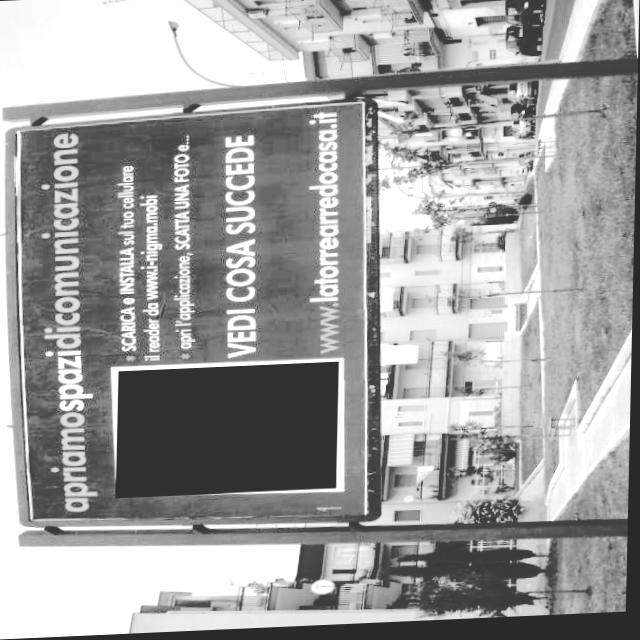 apriamospazidicomunicazione
* SCARICA e INSTALLA sul tuo cellulare
il reader da www.i-nigma.mobi
* apri l'applicazione, SCATTA UNA FOTO e...
VEDI COSA SUCCEDE
www.latorrearredocasa.it